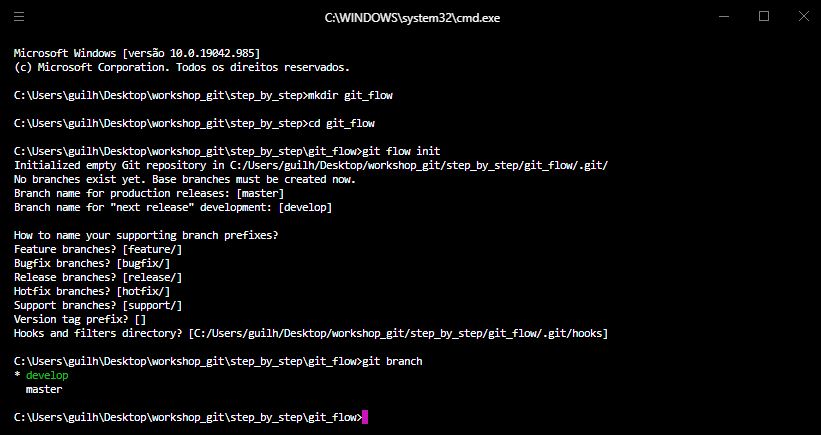 C:\WINDOWS\system32\cmd.exe
Microsoft Windows [versão 10.0.19042.985]
(c) Microsoft Corporation. Todos os direitos reservados.
C:\Users\guilh\Desktop\workshop_git\step_by_step>mkdir git_flow
C:\Users\guilh\Desktop\workshop_git\step_by_step>cd git_flow
C:\Users\guilh\Desktop\workshop_git\step_by_step\git_flow>git flow init
Initialized empty Git repository in C:/Users/guilh/Desktop/workshop_git/step_by_step/git_flow/.git/
No branches exist yet. Base branches must be created now.
Branch name for production releases: [master]
Branch name for "next release" development: [develop]
How to name your supporting branch prefixes?
Feature branches? [feature/]
Bugfix branches? [bugfix/]
Release branches? [release/]
Hotfix branches? [hotfix/]
Support branches? [support/]
Version tag prefix? []
Hooks and filters directory? [C:/Users/guilh/Desktop/workshop_git/step_by_step/git_flow/.git/hooks]
C:\Users\guilh\Desktop\workshop_git\step_by_step\git_flow>git branch
* develop
master
C:\Users\guilh\Desktop\workshop_git\step_by_step\git_flow>